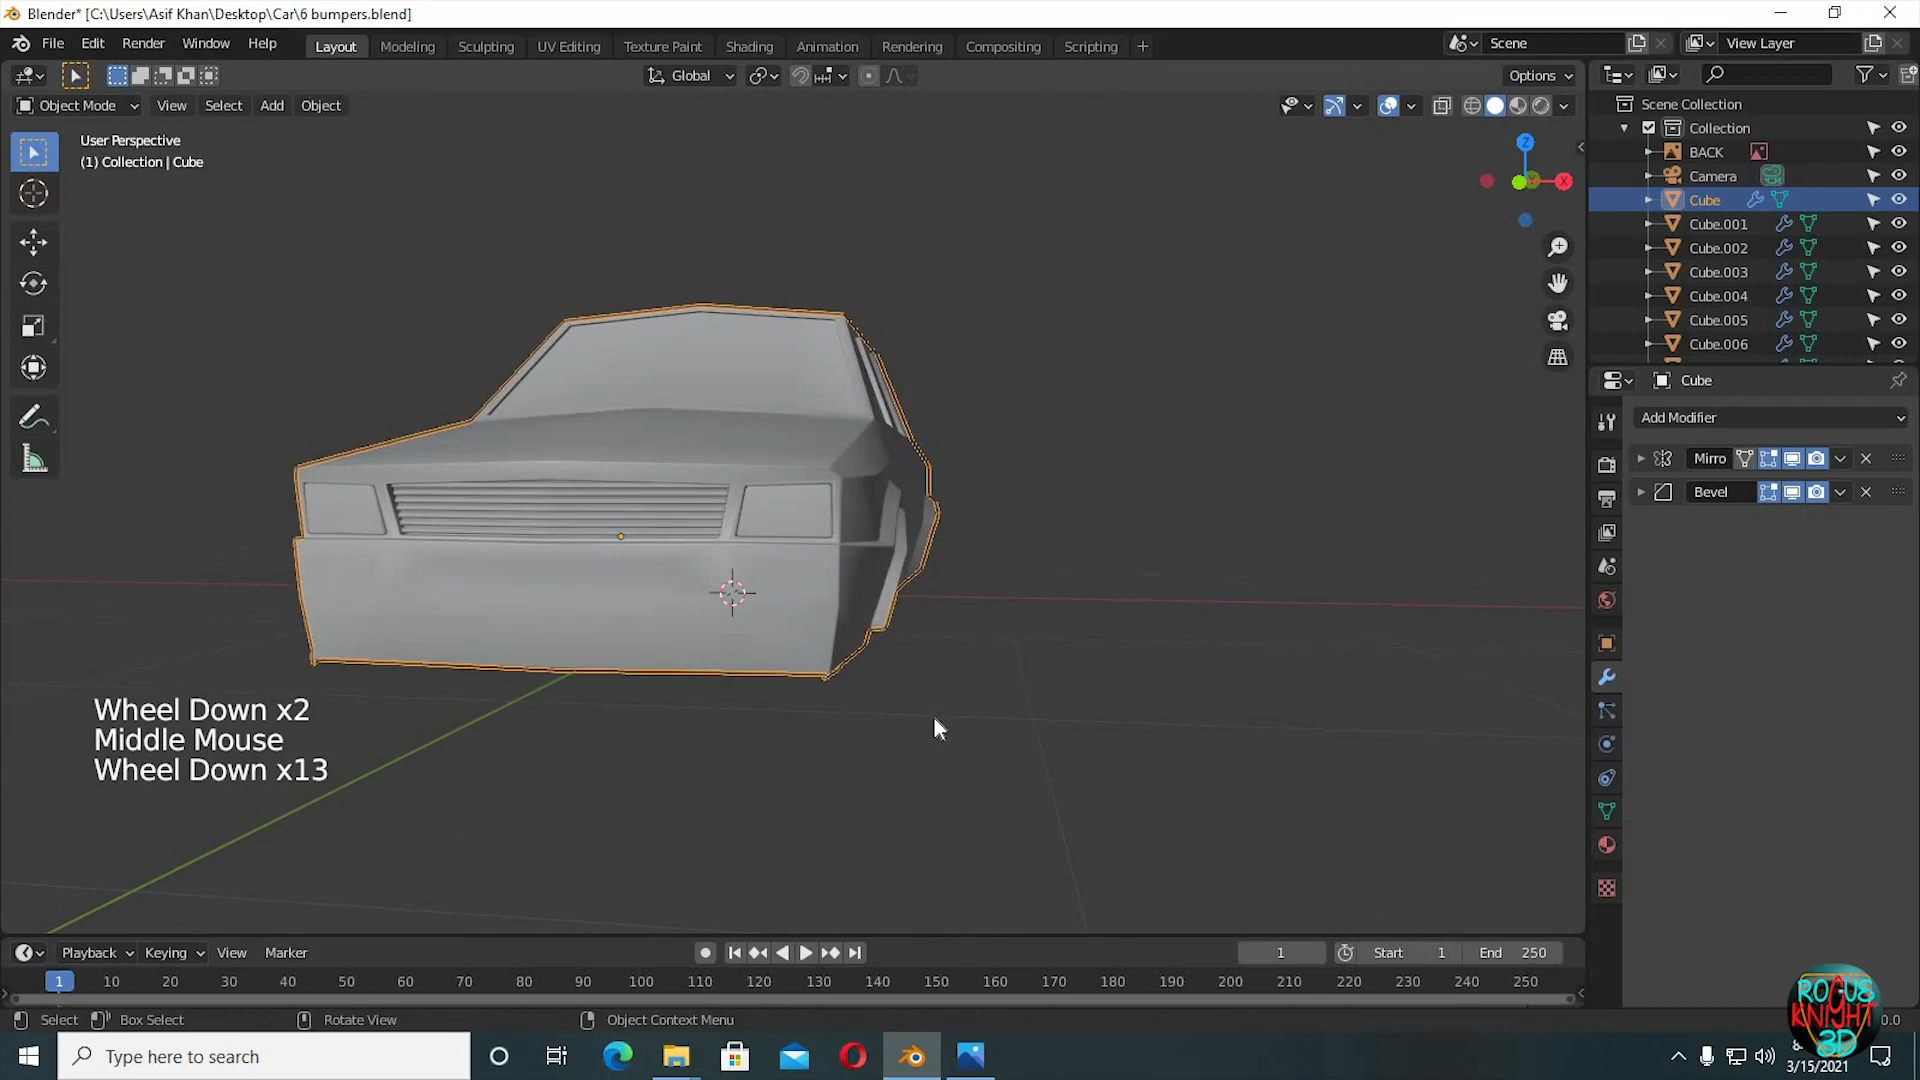 Blender* [C:\Users\Asif Khan\Desktop\Car\6 bumpers.blend]
File Edit Render Window Help Layout Modeling Sculpting UV Editing Texture Paint Shading Animation Rendering Compositing Scripting + Scene View Layer
Global Options
Object Mode View Select Add Object
User Perspective
(1) Collection | Cube
Z
X
Scene Collection
Collection
BACK
Camera
Cube
Cube.001
Cube.002
Cube.003
Cube.004
Cube.005
Cube.006
Cube
Add Modifier
Mirro
Bevel
Wheel Down x2
Middle Mouse
Wheel Down x13
Playback Keying View Marker 1 Start 1 End 250
1 10 20 30 40 50 60 70 80 90 100 110 120 130 140 150 160 170 180 190 200 210 220 230 240 250
Select Box Select Rotate View Object Context Menu
ROGUE
KNIGHT
3D
Type here to search
3/15/2021